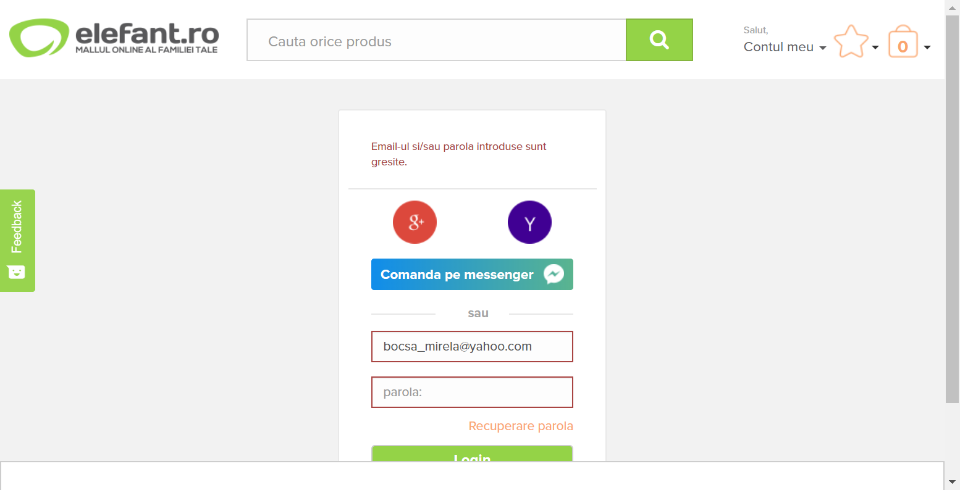 elefant.ro
MALLUL ONLINE AL FAMILIEI TALE
Cauta orice produs
Salut,
Contul meu
0
Feedback
Email-ul si/sau parola introduse sunt
gresite.
g+
Y
Comanda pe messenger
sau
bocsa_mirela@yahoo.com
parola:
Recuperare parola
Login